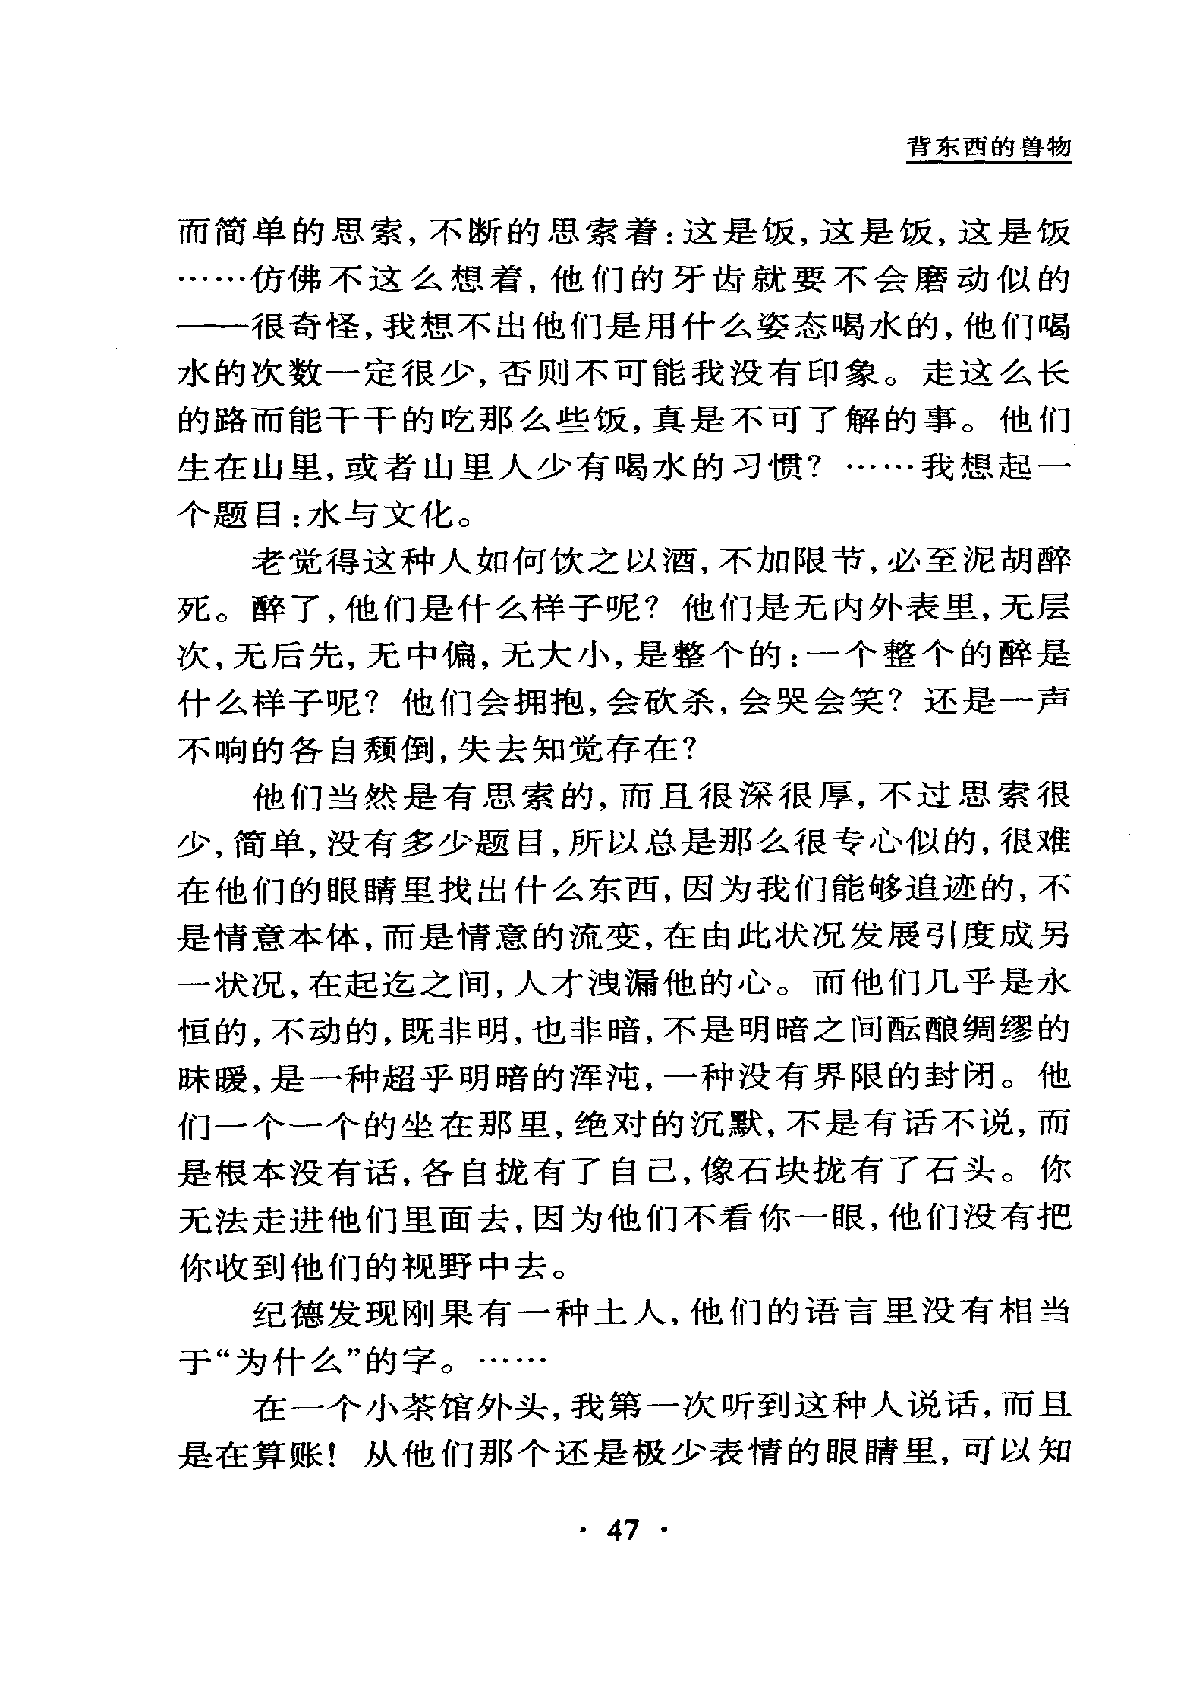 背东西的兽物
而简单的思索,不断的思索着:这是饭,这是饭,这是饭
……仿佛不这么想着,他们的牙齿就要不会磨动似的
——很奇怪,我想不出他们是用什么姿态喝水的,他们喝
水的次数一定很少,否则不可能我没有印象。走这么长
的路而能干干的吃那么些饭,真是不可了解的事。他们
生在山里,或者山里人少有喝水的习惯？……我想起一
个题目:水与文化。
老觉得这种人如何饮之以酒,不加限节,必至泥胡醉
死。醉了,他们是什么样子呢？他们是无内外表里,无层
次,无后先,无中偏,无大小,是整个的:一个整个的醉是
什么样子呢？他们会拥抱,会砍杀,会哭会笑？还是一声
不响的各自颓倒,失去知觉存在？
他们当然是有思索的,而且很深很厚,不过思索很
少,简单,没有多少题目,所以总是那么很专心似的,很难
在他们的眼睛里找出什么东西,因为我们能够追迹的,不
是情意本体,而是情意的流变,在由此状况发展引度成另
一状况,在起迄之间,人才洩漏他的心。而他们几乎是永
恒的,不动的,既非明,也非暗,不是明暗之间酝酿绸缪的
昧暧,是一种超乎明暗的浑沌,一种没有界限的封闭。他
们一个一个的坐在那里,绝对的沉默,不是有话不说,而
是根本没有话,各自拢有了自己,像石块拢有了石头。你
无法走进他们里面去,因为他们不看你一眼,他们没有把
你收到他们的视野中去。
纪德发现刚果有一种土人,他们的语言里没有相当
于“为什么”的字。……
在一个小茶馆外头,我第一次听到这种人说话,而且
是在算账！从他们那个还是极少表情的眼睛里,可以知
· 47 ·